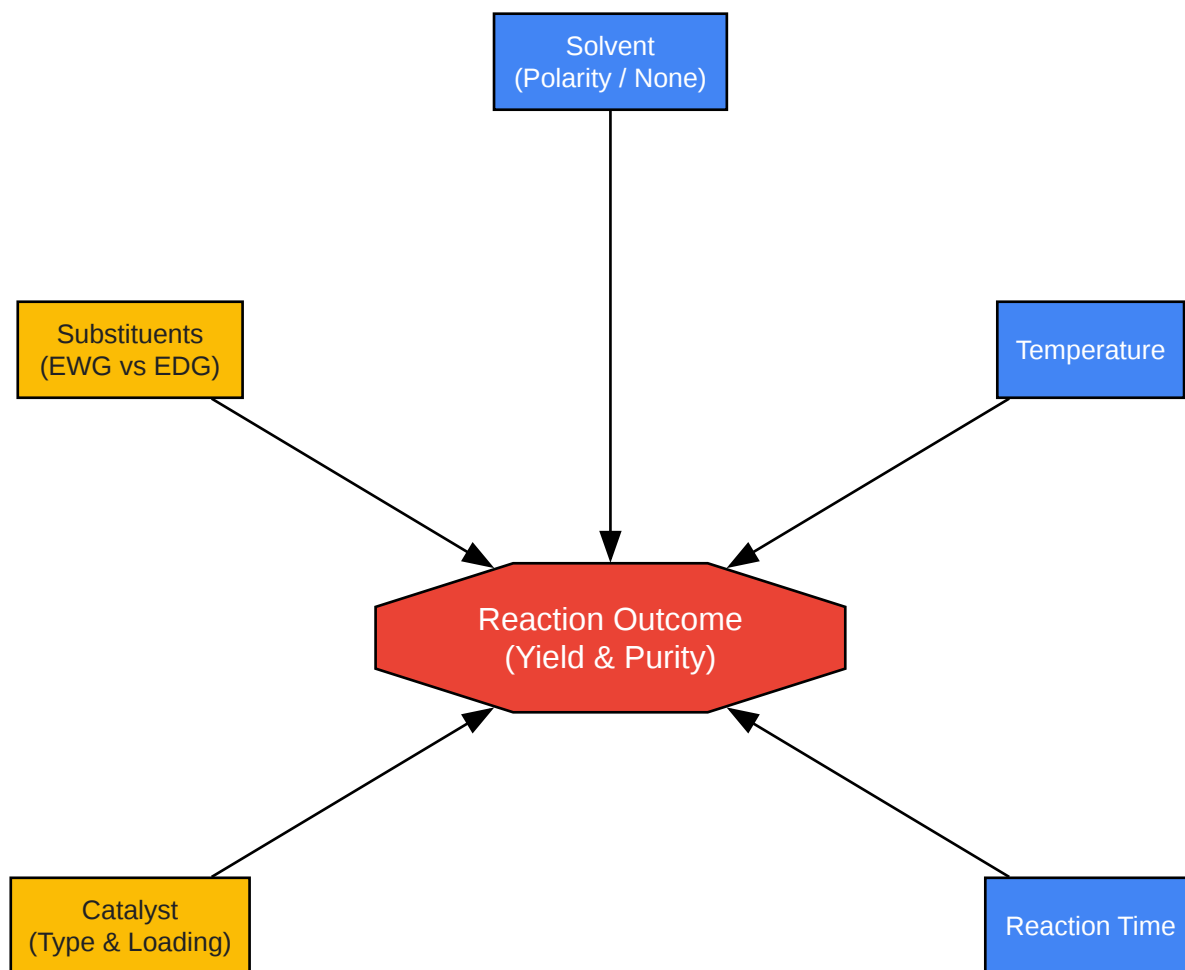 Solvent
(Polarity / None)
Substituents
(EWG vs EDG)
Temperature
Reaction Outcome
(Yield & Purity)
Catalyst
(Type & Loading)
Reaction Time